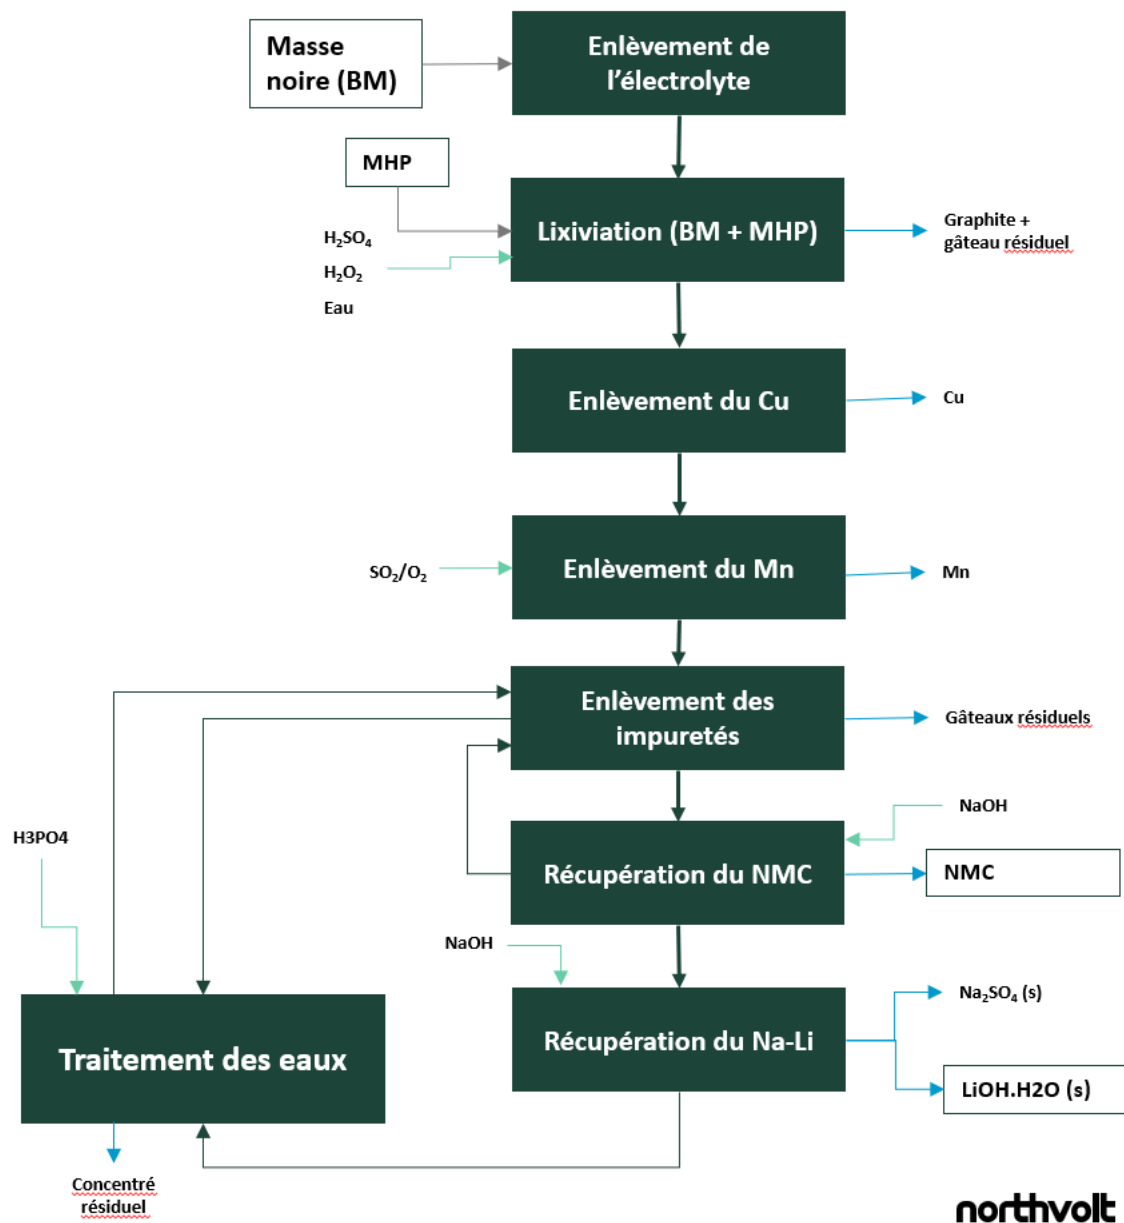 Masse
noire (BM)
Enlèvement de
l'électrolyte
MHP
Lixiviation (BM + MHP)
Graphite +
gâteau résiduel
H₂SO₄
H₂O₂
Eau
Enlèvement du Cu
Cu
SO₂/O₂
Enlèvement du Mn
Mn
Enlèvement des
impuretés
Gâteaux résiduels
NaOH
H3PO4
Récupération du NMC
NMC
NaOH
Na₂SO₄ (s)
Récupération du Na-Li
Traitement des eaux
LiOH.H2O (s)
Concentré
résiduel
northvolt